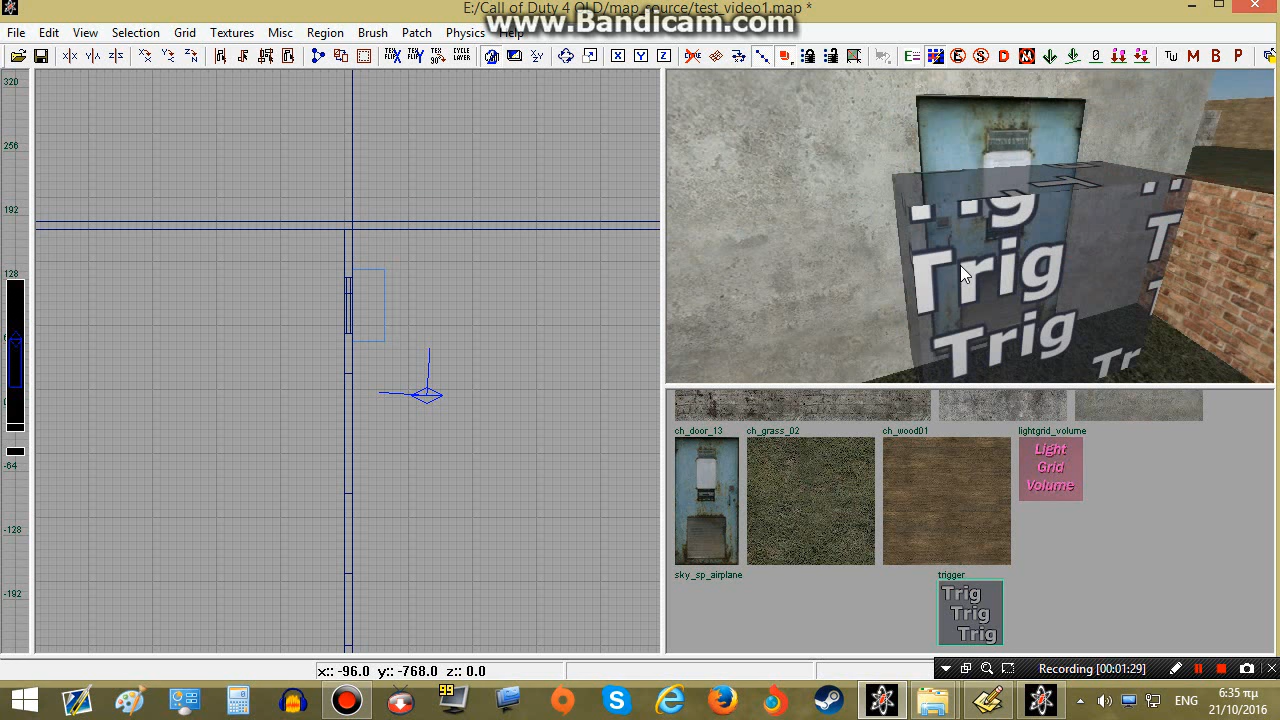 E:/Call of Duty 4 OLD/map_source/test_video1.map *
www.Bandicam.com
File Edit View Selection Grid Textures Misc Region Brush Patch Physics Help
320
256
192
128
-64
-128
-192
Trig
Trig
Trig
ch_door_13 ch_grass_02 ch_wood01 lightgrid_volume
Light
Grid
Volume
sky_sp_airplane trigger
Trig
Trig
Trig
x:: -96.0 y:: -768.0 z:: 0.0
Recording [00:01:29]
99
ΕΝG
6:35 πμ
21/10/2016